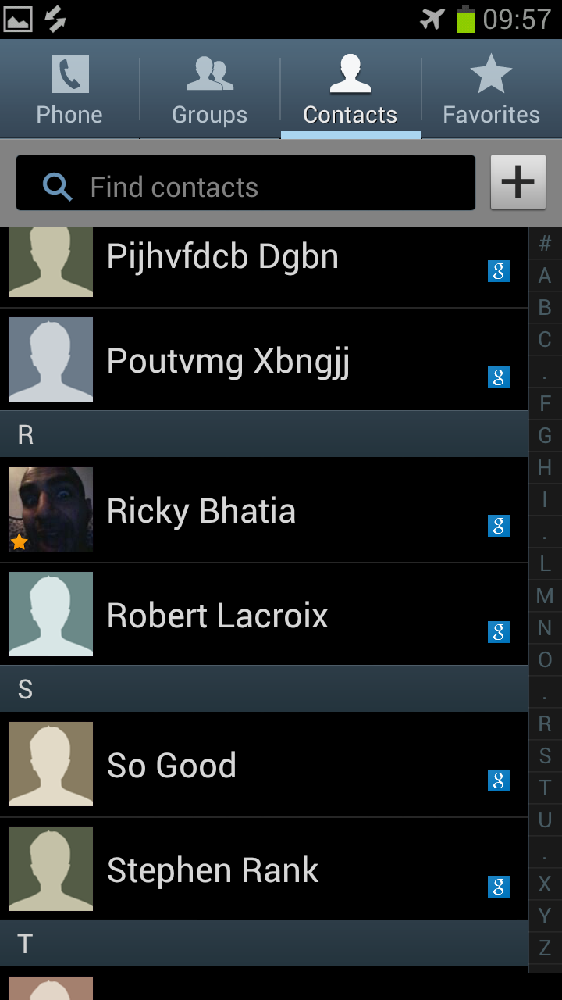 09:57
Phone
Groups
Contacts
Favorites
Find contacts
Pijhvfdcb Dgbn
g
Poutvmg Xbngjj
g
R
Ricky Bhatia
g
Robert Lacroix
g
S
So Good
g
Stephen Rank
g
T
#
A
B
C
.
F
G
H
I
.
L
M
N
O
.
R
S
T
U
.
X
Y
Z